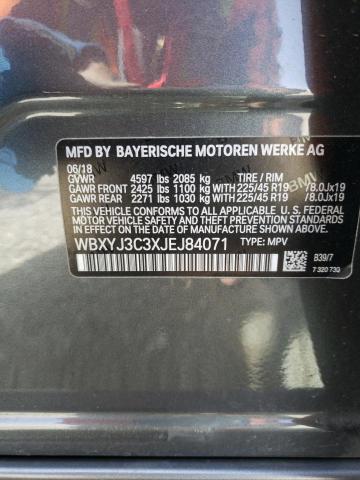 MFD BY BAYERISCHE MOTOREN WERKE AG
06/18
GVWR 4597 lbs 2085 kg TIRE / RIM
GAWR FRONT 2425 lbs 1100 kg WITH 225/45 R19 /8.0Jx19
GAWR REAR 2271 lbs 1030 kg WITH 225/45 R19 /8.0Jx19
THIS VEHICLE CONFORMS TO ALL APPLICABLE U. S. FEDERAL
MOTOR VEHICLE SAFETY AND THEFT PREVENTION STANDARDS
IN EFFECT ON THE DATE OF MANUFACTURE SHOWN ABOVE.
WBXYJ3C3XJEJ84071 TYPE: MPV
B39/7
7 320 730